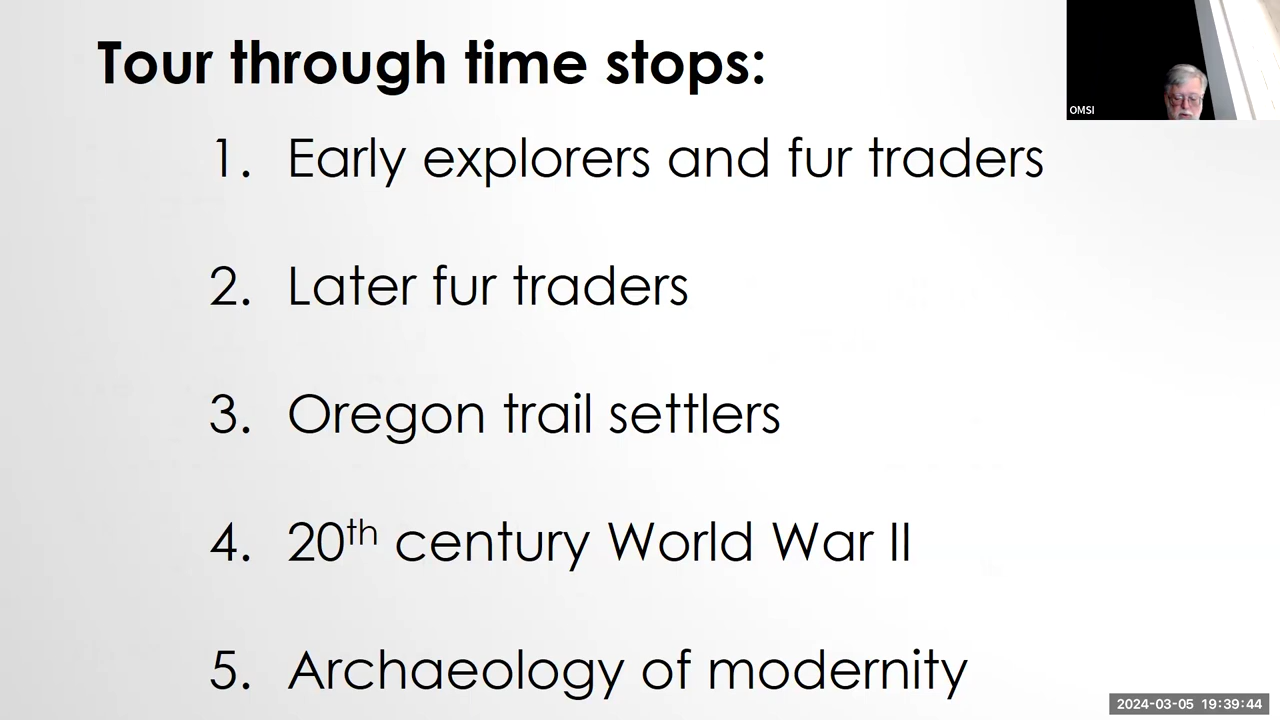 Tour through time stops:
OMSI
1. Early explorers and fur traders
2. Later fur traders
3. Oregon trail settlers
4. 20th century World War II
5. Archaeology of modernity
2024-03-05 19:39:44